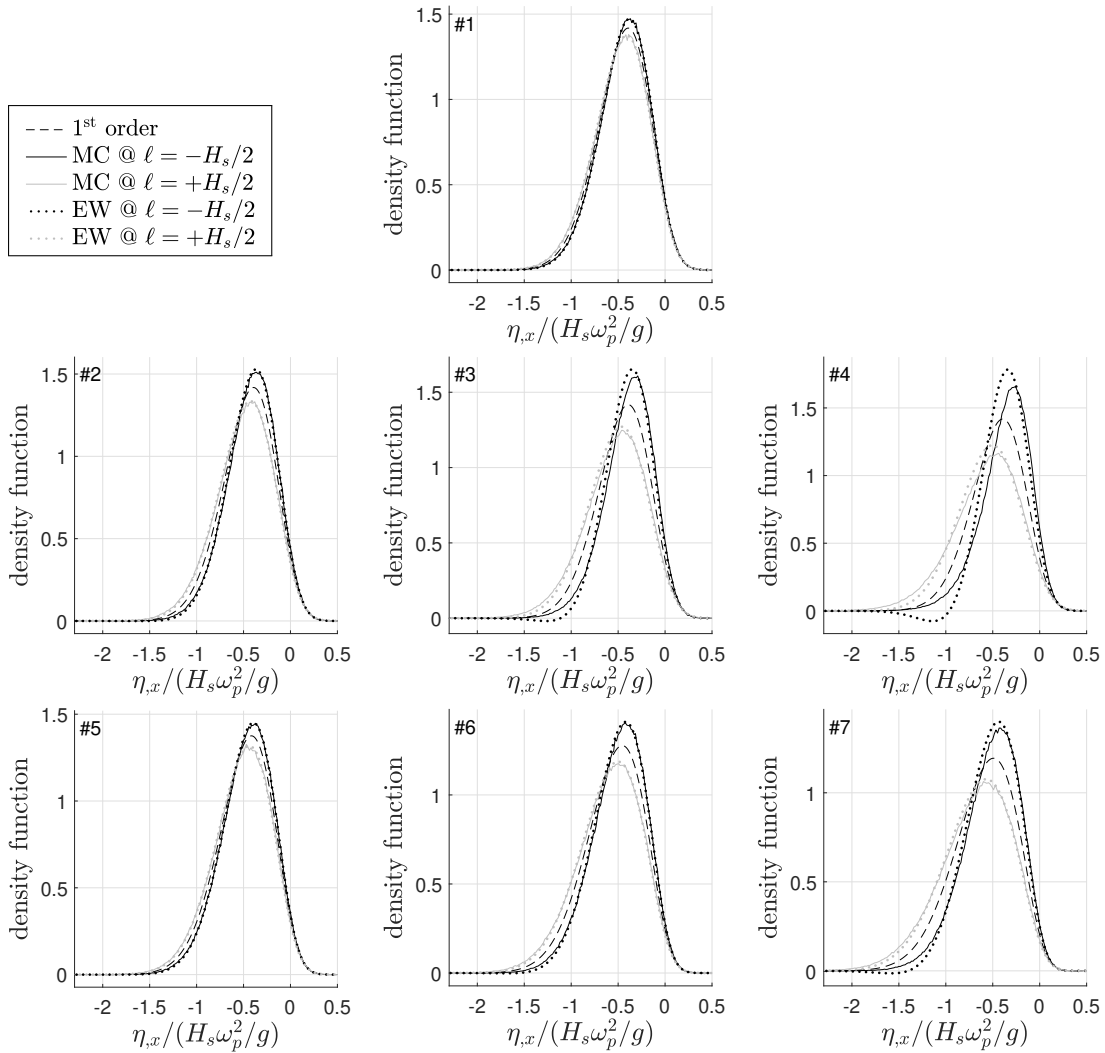 #1
density function
1.5
1
0.5
0
-2 -1.5 -1 -0.5 0 0.5
η,x/(Hsωp²/g)
1st order
MC @ ℓ = −Hs/2
MC @ ℓ = +Hs/2
EW @ ℓ = −Hs/2
EW @ ℓ = +Hs/2
#2
density function
1.5
1
0.5
0
-2 -1.5 -1 -0.5 0 0.5
η,x/(Hsωp²/g)
#3
density function
1.5
1
0.5
0
-2 -1.5 -1 -0.5 0 0.5
η,x/(Hsωp²/g)
#4
density function
1.5
1
0.5
0
-2 -1.5 -1 -0.5 0 0.5
η,x/(Hsωp²/g)
#5
density function
1.5
1
0.5
0
-2 -1.5 -1 -0.5 0 0.5
η,x/(Hsωp²/g)
#6
density function
1
0.5
0
-2 -1.5 -1 -0.5 0 0.5
η,x/(Hsωp²/g)
#7
density function
1
0.5
0
-2 -1.5 -1 -0.5 0 0.5
η,x/(Hsωp²/g)